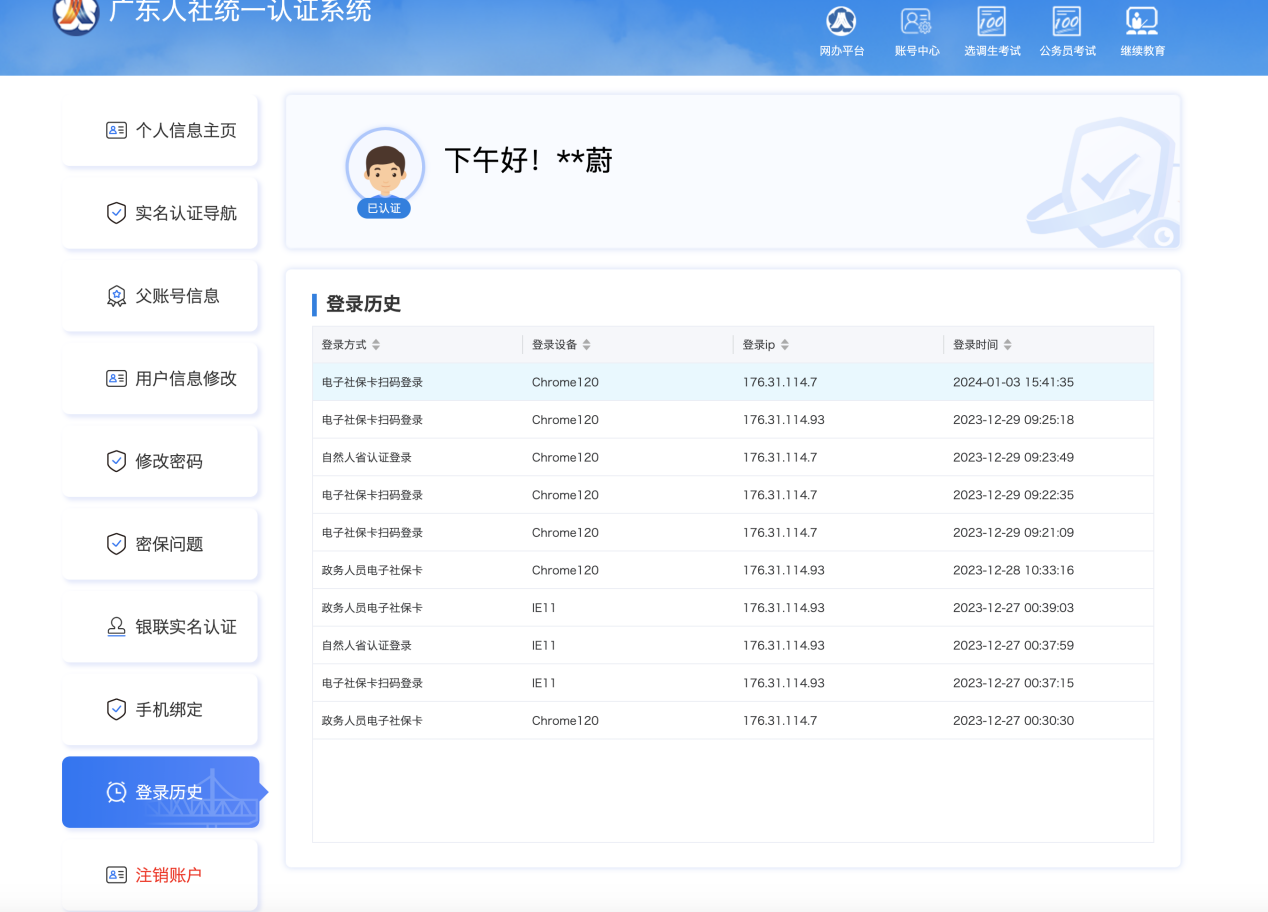 广东人社统一认证系统
网办平台 账号中心 选调生考试 公务员考试 继续教育
个人信息主页
实名认证导航
父账号信息
用户信息修改
修改密码
密保问题
银联实名认证
手机绑定
登录历史
注销账户
下午好！**蔚
已认证
登录历史
登录方式 登录设备 登录ip 登录时间
电子社保卡扫码登录 Chrome120 176.31.114.7 2024-01-03 15:41:35
电子社保卡扫码登录 Chrome120 176.31.114.93 2023-12-29 09:25:18
自然人省认证登录 Chrome120 176.31.114.7 2023-12-29 09:23:49
电子社保卡扫码登录 Chrome120 176.31.114.7 2023-12-29 09:22:35
电子社保卡扫码登录 Chrome120 176.31.114.7 2023-12-29 09:21:09
政务人员电子社保卡 Chrome120 176.31.114.93 2023-12-28 10:33:16
政务人员电子社保卡 IE11 176.31.114.93 2023-12-27 00:39:03
自然人省认证登录 IE11 176.31.114.93 2023-12-27 00:37:59
电子社保卡扫码登录 IE11 176.31.114.93 2023-12-27 00:37:15
政务人员电子社保卡 Chrome120 176.31.114.7 2023-12-27 00:30:30